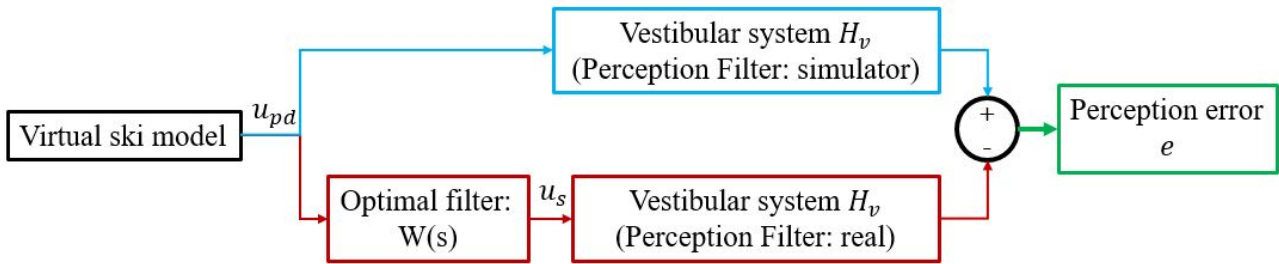 Vestibular system H_v
(Perception Filter: simulator)
u_pd
Virtual ski model
+
-
Perception error
e
Optimal filter:
W(s)
u_s
Vestibular system H_v
(Perception Filter: real)